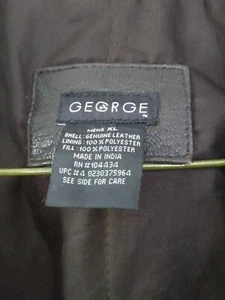 GEORGE
TM
MENS XL
SHELL: GENUINE LEATHER
LINING: 100% POLYESTER
FILL: 100% POLYESTER
MADE IN INDIA
RN #104434
UPC #4 0230375964
SEE SIDE FOR CARE